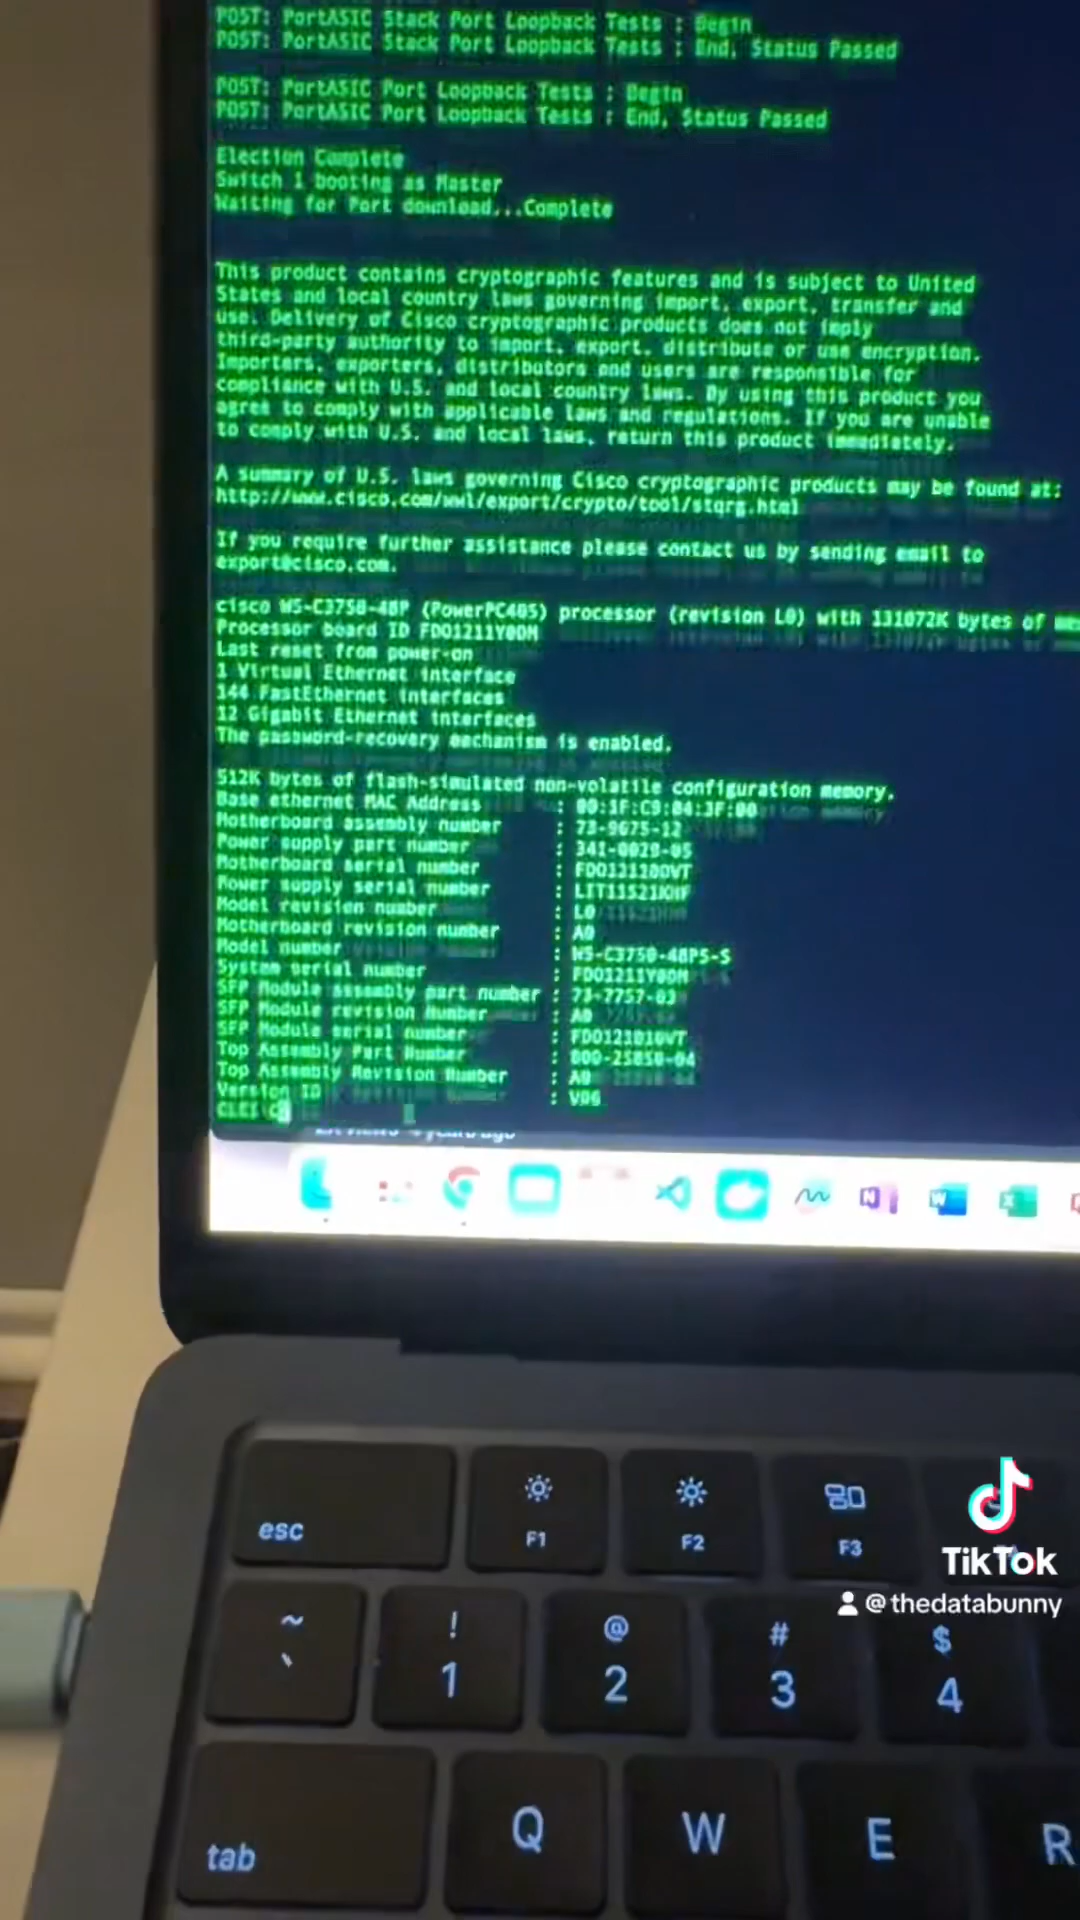 POST: PortASIC Stack Port Loopback Tests : Begin
POST: PortASIC Stack Port Loopback Tests : End, Status Passed
POST: PortASIC Port Loopback Tests : Begin
POST: PortASIC Port Loopback Tests : End, Status Passed
Election Complete
Switch 1 booting as Master
Waiting for Port download...Complete
This product contains cryptographic features and is subject to United
States and local country laws governing import, export, transfer and
use. Delivery of Cisco cryptographic products does not imply
third-party authority to import, export, distribute or use encryption.
Importers, exporters, distributors and users are responsible for
compliance with U.S. and local country laws. By using this product you
agree to comply with applicable laws and regulations. If you are unable
to comply with U.S. and local laws, return this product immediately.
A summary of U.S. laws governing Cisco cryptographic products may be found at:
http://www.cisco.com/wwl/export/crypto/tool/stqrg.html
If you require further assistance please contact us by sending email to
export@cisco.com.
cisco WS-C3750-48P (PowerPC405) processor (revision L0) with 131072K bytes of
Processor board ID FDO1211Y0DM
Last reset from power-on
1 Virtual Ethernet interface
144 FastEthernet interfaces
12 Gigabit Ethernet interfaces
The password-recovery mechanism is enabled.
512K bytes of flash-simulated non-volatile configuration memory.
Base ethernet MAC Address : 00:1F:C9:04:3F:00
Motherboard assembly number : 73-9675-12
Power supply part number : 341-0029-05
Motherboard serial number :
Power supply serial number :
Model revision number : L0
Motherboard revision number : A0
Model number : WS-C3750-48PS-S
System serial number : FDO1211Y0DM
SFP Module assembly part number : 73-7757-03
SFP Module revision Number : A0
SFP Module serial number :
Top Assembly Part Number : 800-25850-04
Top Assembly Revision Number : A0
Version ID : V06
CLEI
years ago
N W X
esc F1 F2 F3
TikTok
@thedatabunny
~ ! @ # $
` 1 2 3 4
tab Q W E R